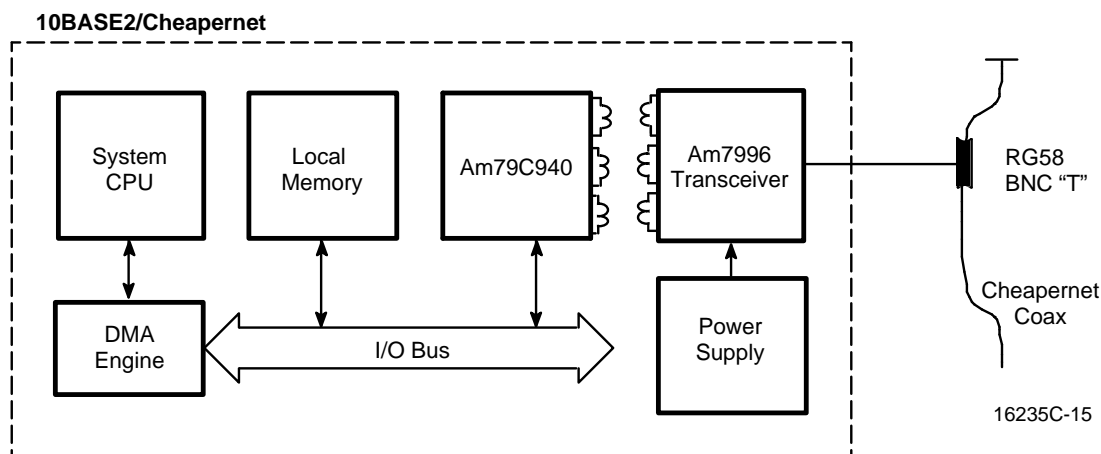 10BASE2/Cheapernet
System
CPU
Local
Memory
Am79C940
Am7996
Transceiver
RG58
BNC “T”
DMA
Engine
I/O Bus
Power
Supply
Cheapernet
Coax
16235C-15